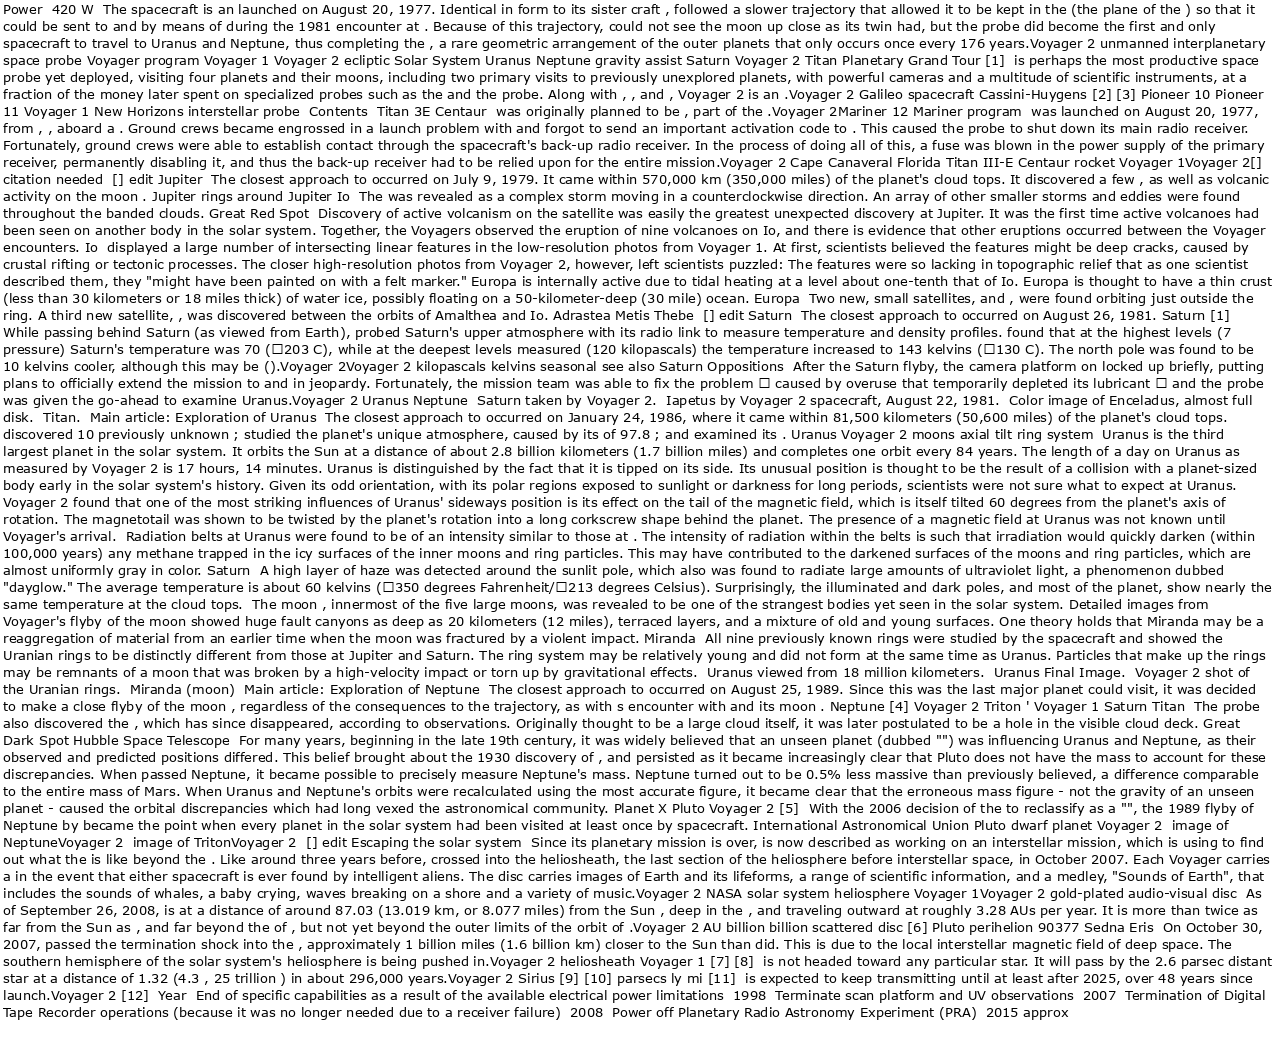 Power  420 W  The spacecraft is an launched on August 20, 1977. Identical in form to its sister craft , followed a slower trajectory that allowed it to be kept in the (the plane of the ) so that it
could be sent to and by means of during the 1981 encounter at . Because of this trajectory, could not see the moon up close as its twin had, but the probe did become the first and only
spacecraft to travel to Uranus and Neptune, thus completing the , a rare geometric arrangement of the outer planets that only occurs once every 176 years.Voyager 2 unmanned interplanetary
space probe Voyager program Voyager 1 Voyager 2 ecliptic Solar System Uranus Neptune gravity assist Saturn Voyager 2 Titan Planetary Grand Tour [1]  is perhaps the most productive space
probe yet deployed, visiting four planets and their moons, including two primary visits to previously unexplored planets, with powerful cameras and a multitude of scientific instruments, at a
fraction of the money later spent on specialized probes such as the and the probe. Along with , , and , Voyager 2 is an .Voyager 2 Galileo spacecraft Cassini-Huygens [2] [3] Pioneer 10 Pioneer
11 Voyager 1 New Horizons interstellar probe  Contents  Titan 3E Centaur  was originally planned to be , part of the .Voyager 2Mariner 12 Mariner program  was launched on August 20, 1977,
from , , aboard a . Ground crews became engrossed in a launch problem with and forgot to send an important activation code to . This caused the probe to shut down its main radio receiver.
Fortunately, ground crews were able to establish contact through the spacecraft's back-up radio receiver. In the process of doing all of this, a fuse was blown in the power supply of the primary
receiver, permanently disabling it, and thus the back-up receiver had to be relied upon for the entire mission.Voyager 2 Cape Canaveral Florida Titan III-E Centaur rocket Voyager 1Voyager 2[]
citation needed  [] edit Jupiter  The closest approach to occurred on July 9, 1979. It came within 570,000 km (350,000 miles) of the planet's cloud tops. It discovered a few , as well as volcanic
activity on the moon . Jupiter rings around Jupiter Io  The was revealed as a complex storm moving in a counterclockwise direction. An array of other smaller storms and eddies were found
throughout the banded clouds. Great Red Spot  Discovery of active volcanism on the satellite was easily the greatest unexpected discovery at Jupiter. It was the first time active volcanoes had
been seen on another body in the solar system. Together, the Voyagers observed the eruption of nine volcanoes on Io, and there is evidence that other eruptions occurred between the Voyager
encounters. Io  displayed a large number of intersecting linear features in the low-resolution photos from Voyager 1. At first, scientists believed the features might be deep cracks, caused by
crustal rifting or tectonic processes. The closer high-resolution photos from Voyager 2, however, left scientists puzzled: The features were so lacking in topographic relief that as one scientist
described them, they "might have been painted on with a felt marker." Europa is internally active due to tidal heating at a level about one-tenth that of Io. Europa is thought to have a thin crust
(less than 30 kilometers or 18 miles thick) of water ice, possibly floating on a 50-kilometer-deep (30 mile) ocean. Europa  Two new, small satellites, and , were found orbiting just outside the
ring. A third new satellite, , was discovered between the orbits of Amalthea and Io. Adrastea Metis Thebe  [] edit Saturn  The closest approach to occurred on August 26, 1981. Saturn [1]
While passing behind Saturn (as viewed from Earth), probed Saturn's upper atmosphere with its radio link to measure temperature and density profiles. found that at the highest levels (7
pressure) Saturn's temperature was 70 (□203 C), while at the deepest levels measured (120 kilopascals) the temperature increased to 143 kelvins (□130 C). The north pole was found to be
10 kelvins cooler, although this may be ().Voyager 2Voyager 2 kilopascals kelvins seasonal see also Saturn Oppositions  After the Saturn flyby, the camera platform on locked up briefly, putting
plans to officially extend the mission to and in jeopardy. Fortunately, the mission team was able to fix the problem □ caused by overuse that temporarily depleted its lubricant □ and the probe
was given the go-ahead to examine Uranus.Voyager 2 Uranus Neptune  Saturn taken by Voyager 2.  Iapetus by Voyager 2 spacecraft, August 22, 1981.  Color image of Enceladus, almost full
disk.  Titan.  Main article: Exploration of Uranus  The closest approach to occurred on January 24, 1986, where it came within 81,500 kilometers (50,600 miles) of the planet's cloud tops.
discovered 10 previously unknown ; studied the planet's unique atmosphere, caused by its of 97.8 ; and examined its . Uranus Voyager 2 moons axial tilt ring system  Uranus is the third
largest planet in the solar system. It orbits the Sun at a distance of about 2.8 billion kilometers (1.7 billion miles) and completes one orbit every 84 years. The length of a day on Uranus as
measured by Voyager 2 is 17 hours, 14 minutes. Uranus is distinguished by the fact that it is tipped on its side. Its unusual position is thought to be the result of a collision with a planet-sized
body early in the solar system's history. Given its odd orientation, with its polar regions exposed to sunlight or darkness for long periods, scientists were not sure what to expect at Uranus.
Voyager 2 found that one of the most striking influences of Uranus' sideways position is its effect on the tail of the magnetic field, which is itself tilted 60 degrees from the planet's axis of
rotation. The magnetotail was shown to be twisted by the planet's rotation into a long corkscrew shape behind the planet. The presence of a magnetic field at Uranus was not known until
Voyager's arrival.  Radiation belts at Uranus were found to be of an intensity similar to those at . The intensity of radiation within the belts is such that irradiation would quickly darken (within
100,000 years) any methane trapped in the icy surfaces of the inner moons and ring particles. This may have contributed to the darkened surfaces of the moons and ring particles, which are
almost uniformly gray in color. Saturn  A high layer of haze was detected around the sunlit pole, which also was found to radiate large amounts of ultraviolet light, a phenomenon dubbed
"dayglow." The average temperature is about 60 kelvins (□350 degrees Fahrenheit/□213 degrees Celsius). Surprisingly, the illuminated and dark poles, and most of the planet, show nearly the
same temperature at the cloud tops.  The moon , innermost of the five large moons, was revealed to be one of the strangest bodies yet seen in the solar system. Detailed images from
Voyager's flyby of the moon showed huge fault canyons as deep as 20 kilometers (12 miles), terraced layers, and a mixture of old and young surfaces. One theory holds that Miranda may be a
reaggregation of material from an earlier time when the moon was fractured by a violent impact. Miranda  All nine previously known rings were studied by the spacecraft and showed the
Uranian rings to be distinctly different from those at Jupiter and Saturn. The ring system may be relatively young and did not form at the same time as Uranus. Particles that make up the rings
may be remnants of a moon that was broken by a high-velocity impact or torn up by gravitational effects.  Uranus viewed from 18 million kilometers.  Uranus Final Image.  Voyager 2 shot of
the Uranian rings.  Miranda (moon)  Main article: Exploration of Neptune  The closest approach to occurred on August 25, 1989. Since this was the last major planet could visit, it was decided
to make a close flyby of the moon , regardless of the consequences to the trajectory, as with s encounter with and its moon . Neptune [4] Voyager 2 Triton ' Voyager 1 Saturn Titan  The probe
also discovered the , which has since disappeared, according to observations. Originally thought to be a large cloud itself, it was later postulated to be a hole in the visible cloud deck. Great
Dark Spot Hubble Space Telescope  For many years, beginning in the late 19th century, it was widely believed that an unseen planet (dubbed "") was influencing Uranus and Neptune, as their
observed and predicted positions differed. This belief brought about the 1930 discovery of , and persisted as it became increasingly clear that Pluto does not have the mass to account for these
discrepancies. When passed Neptune, it became possible to precisely measure Neptune's mass. Neptune turned out to be 0.5% less massive than previously believed, a difference comparable
to the entire mass of Mars. When Uranus and Neptune's orbits were recalculated using the most accurate figure, it became clear that the erroneous mass figure - not the gravity of an unseen
planet - caused the orbital discrepancies which had long vexed the astronomical community. Planet X Pluto Voyager 2 [5]  With the 2006 decision of the to reclassify as a "", the 1989 flyby of
Neptune by became the point when every planet in the solar system had been visited at least once by spacecraft. International Astronomical Union Pluto dwarf planet Voyager 2  image of
NeptuneVoyager 2  image of TritonVoyager 2  [] edit Escaping the solar system  Since its planetary mission is over, is now described as working on an interstellar mission, which is using to find
out what the is like beyond the . Like around three years before, crossed into the heliosheath, the last section of the heliosphere before interstellar space, in October 2007. Each Voyager carries
a in the event that either spacecraft is ever found by intelligent aliens. The disc carries images of Earth and its lifeforms, a range of scientific information, and a medley, "Sounds of Earth", that
includes the sounds of whales, a baby crying, waves breaking on a shore and a variety of music.Voyager 2 NASA solar system heliosphere Voyager 1Voyager 2 gold-plated audio-visual disc  As
of September 26, 2008, is at a distance of around 87.03 (13.019 km, or 8.077 miles) from the Sun , deep in the , and traveling outward at roughly 3.28 AUs per year. It is more than twice as
far from the Sun as , and far beyond the of , but not yet beyond the outer limits of the orbit of .Voyager 2 AU billion billion scattered disc [6] Pluto perihelion 90377 Sedna Eris  On October 30,
2007, passed the termination shock into the , approximately 1 billion miles (1.6 billion km) closer to the Sun than did. This is due to the local interstellar magnetic field of deep space. The
southern hemisphere of the solar system's heliosphere is being pushed in.Voyager 2 heliosheath Voyager 1 [7] [8]  is not headed toward any particular star. It will pass by the 2.6 parsec distant
star at a distance of 1.32 (4.3 , 25 trillion ) in about 296,000 years.Voyager 2 Sirius [9] [10] parsecs ly mi [11]  is expected to keep transmitting until at least after 2025, over 48 years since
launch.Voyager 2 [12]  Year  End of specific capabilities as a result of the available electrical power limitations  1998  Terminate scan platform and UV observations  2007  Termination of Digital
Tape Recorder operations (because it was no longer needed due to a receiver failure)  2008  Power off Planetary Radio Astronomy Experiment (PRA)  2015 approx